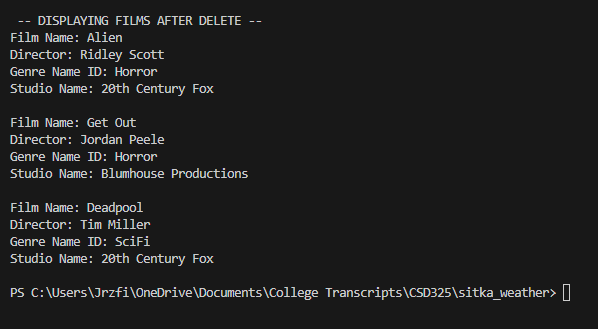 -- DISPLAYING FILMS AFTER DELETE --
Film Name: Alien
Director: Ridley Scott
Genre Name ID: Horror
Studio Name: 20th Century Fox
Film Name: Get Out
Director: Jordan Peele
Genre Name ID: Horror
Studio Name: Blumhouse Productions
Film Name: Deadpool
Director: Tim Miller
Genre Name ID: SciFi
Studio Name: 20th Century Fox
PS C:\Users\Jrzfi\OneDrive\Documents\College Transcripts\CSD325\sitka_weather>